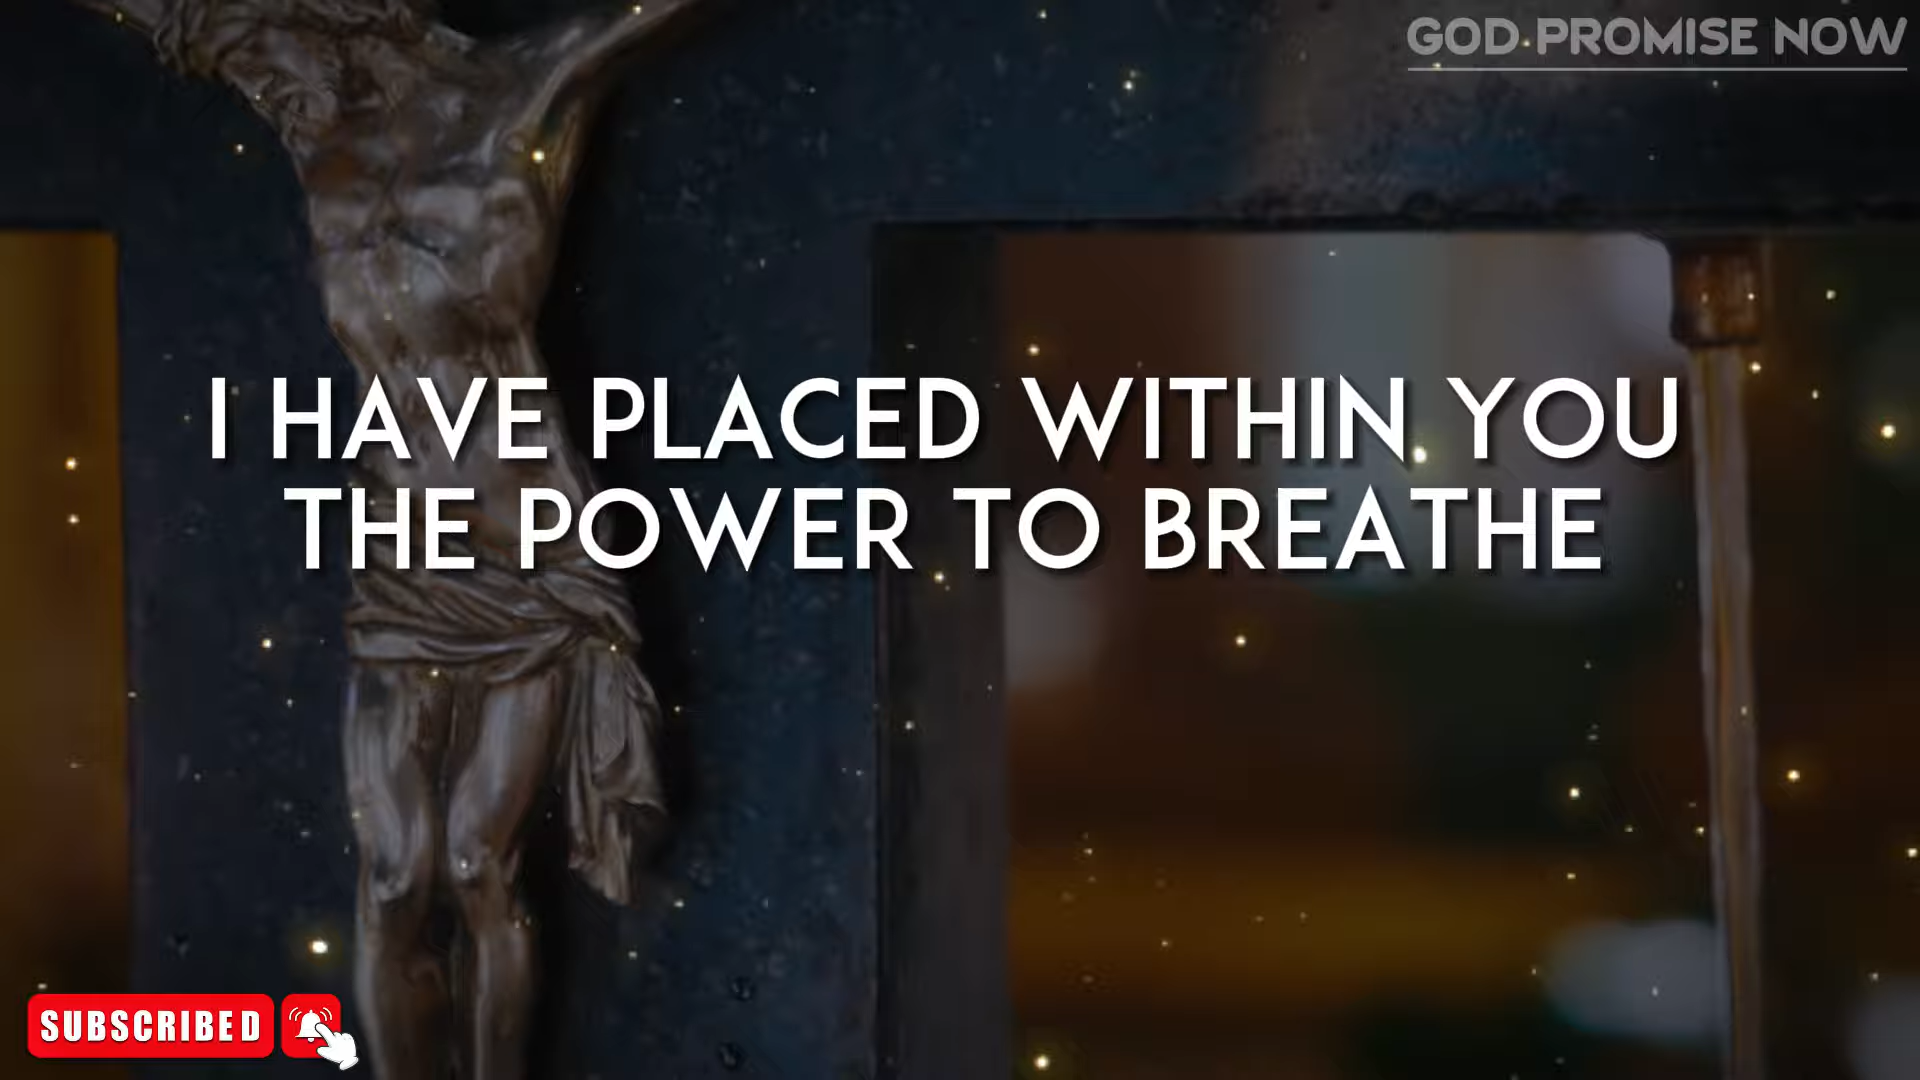 GOD PROMISE NOW
I HAVE PLACED WITHIN YOU
THE POWER TO BREATHE
SUBSCRIBED